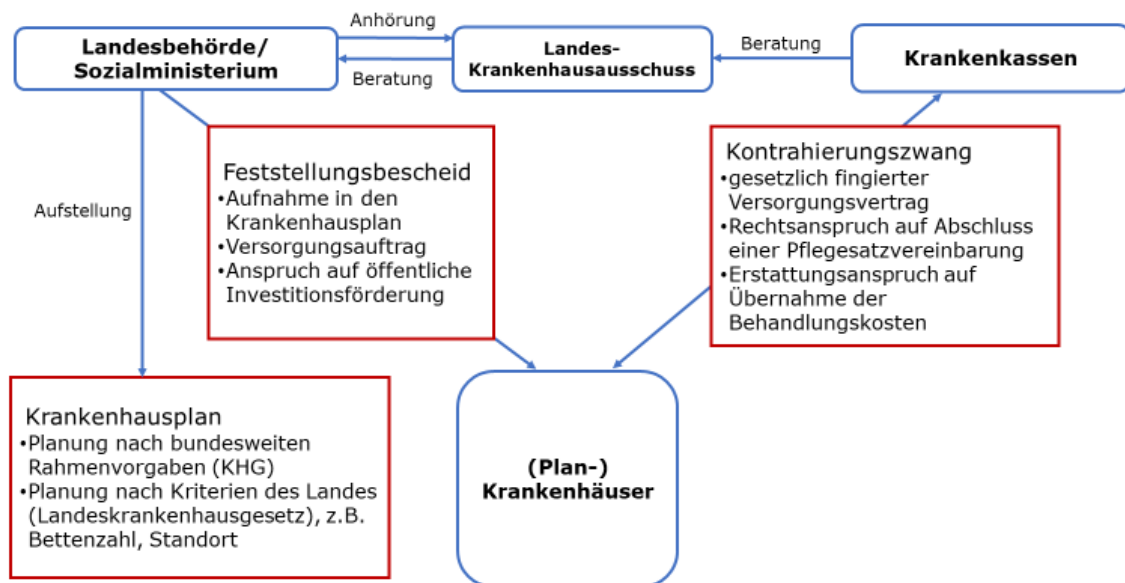 Anhörung
Landesbehörde/
Sozialministerium
Landes-
Krankenhausausschuss
Beratung
Krankenkassen
Beratung
Feststellungsbescheid
•Aufnahme in den
Krankenhausplan
•Versorgungsauftrag
•Anspruch auf öffentliche
Investitionsförderung
Kontrahierungszwang
•gesetzlich fingierter
Versorgungsvertrag
•Rechtsanspruch auf Abschluss
einer Pflegesatzvereinbarung
•Erstattungsanspruch auf
Übernahme der
Behandlungskosten
Aufstellung
Krankenhausplan
•Planung nach bundesweiten
Rahmenvorgaben (KHG)
•Planung nach Kriterien des Landes
(Landeskrankenhausgesetz), z.B.
Bettenzahl, Standort
(Plan-)
Krankenhäuser